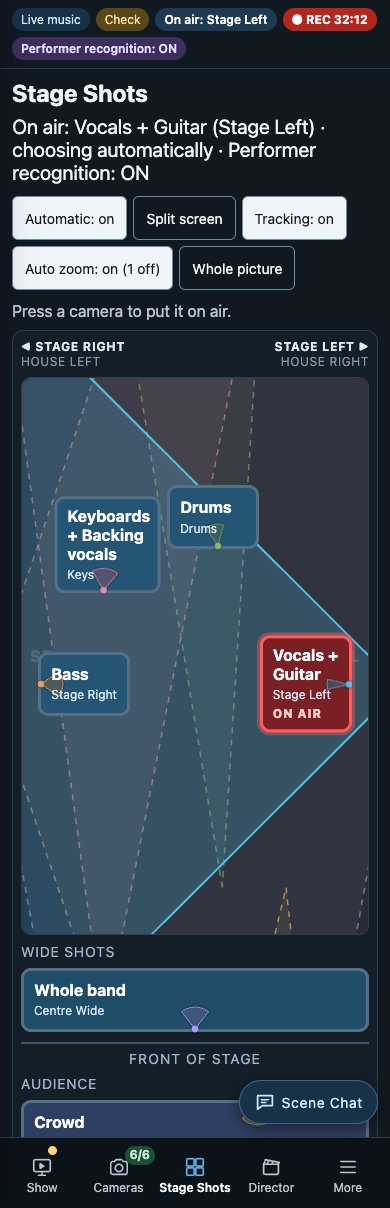 Live music
Check
On air: Stage Left
REC 32:12
Performer recognition: ON
Stage Shots
On air: Vocals + Guitar (Stage Left) ·
choosing automatically · Performer
recognition: ON
Automatic: on
Split screen
Tracking: on
Auto zoom: on (1 off)
Whole picture
Press a camera to put it on air.
◀ STAGE RIGHT
HOUSE LEFT
STAGE LEFT ▶
HOUSE RIGHT
Drums
Drums
Keyboards
+ Backing
vocals
Keys
Bass
Stage Right
Vocals +
Guitar
Stage Left
ON AIR
WIDE SHOTS
Whole band
Centre Wide
FRONT OF STAGE
AUDIENCE
Crowd
Scene Chat
6/6
Show
Cameras
Stage Shots
Director
More